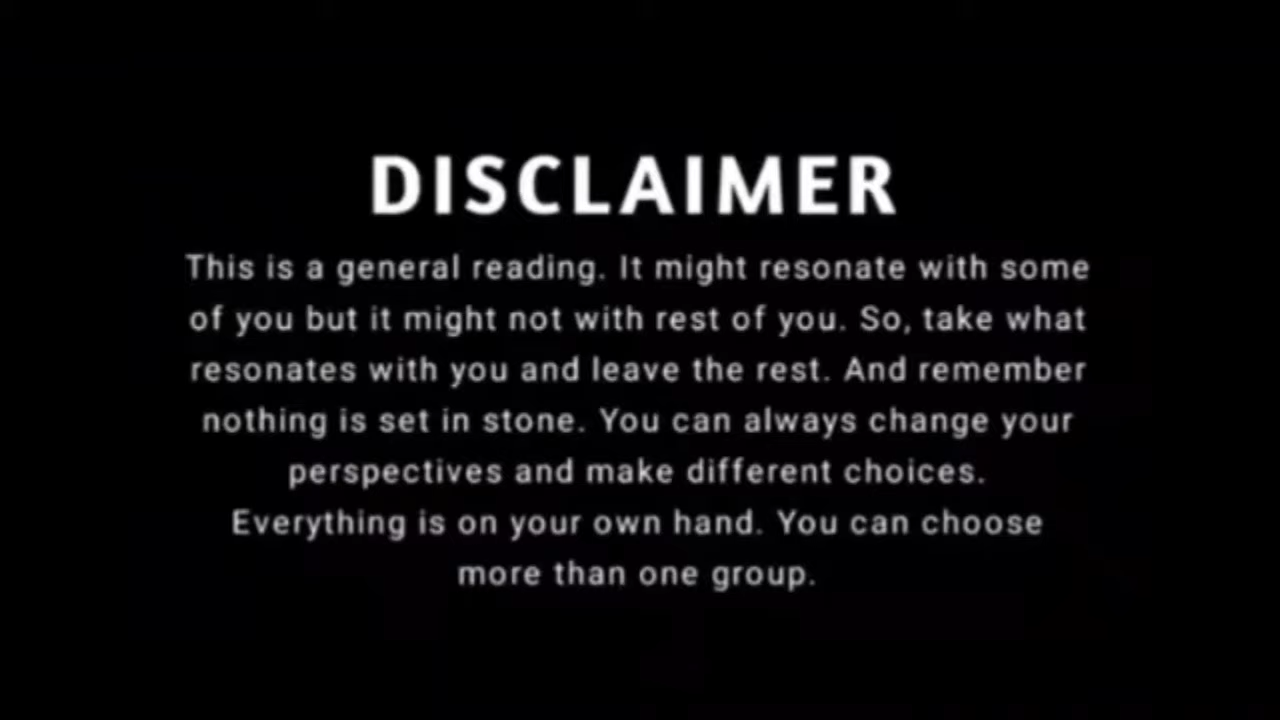 DISCLAIMER
This is a general reading. It might resonate with some
of you but it might not with rest of you. So, take what
resonates with you and leave the rest. And remember
nothing is set in stone. You can always change your
perspectives and make different choices.
Everything is on your own hand. You can choose
more than one group.